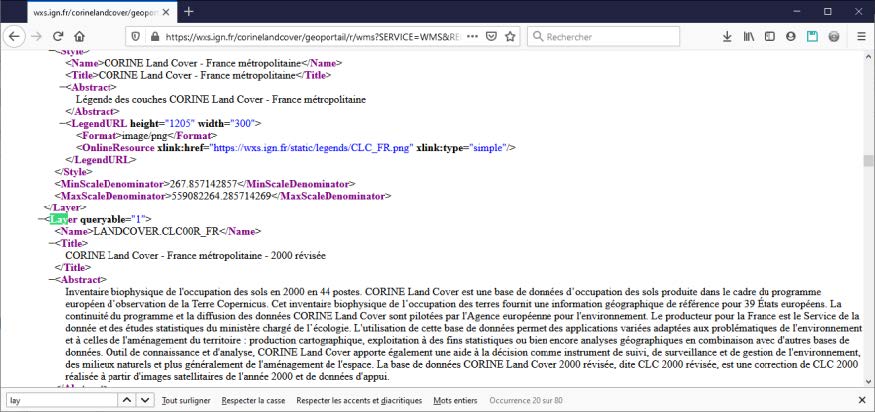 wxs.ign.fr/corinelandcover/geoport
https://wxs.ign.fr/corinelandcover/geoportail/r/wms?SERVICE=WMS&RE
Rechercher
<Name>CORINE Land Cover - France métropolitaine</Name>
<Title>CORINE Land Cover - France métropolitaine</Title>
−<Abstract>
Légende des couches CORINE Land Cover - France métropolitaine
</Abstract>
−<LegendURL height="1205" width="300">
<Format>image/png</Format>
<OnlineResource xlink:href="https://wxs.ign.fr/static/legends/CLC_FR.png" xlink:type="simple"/>
</LegendURL>
</Style>
<MinScaleDenominator>267.857142857</MinScaleDenominator>
<MaxScaleDenominator>559082264.285714269</MaxScaleDenominator>
</Layer>
−<Layer queryable="1">
<Name>LANDCOVER.CLC00R_FR</Name>
−<Title>
CORINE Land Cover - France métropolitaine - 2000 révisée
</Title>
−<Abstract>
Inventaire biophysique de l'occupation des sols en 2000 en 44 postes. CORINE Land Cover est une base de données d'occupation des sols produite dans le cadre du programme
européen d'observation de la Terre Copernicus. Cet inventaire biophysique de l'occupation des terres fournit une information géographique de référence pour 39 États européens. La
continuité du programme et la diffusion des données CORINE Land Cover sont pilotées par l'Agence européenne pour l'environnement. Le producteur pour la France est le Service de la
donnée et des études statistiques du ministère chargé de l'écologie. L'utilisation de cette base de données permet des applications variées adaptées aux problématiques de l'environnement
et à celles de l'aménagement du territoire : production cartographique, exploitation à des fins statistiques ou bien encore analyses géographiques en combinaison avec d'autres bases de
données. Outil de connaissance et d'analyse, CORINE Land Cover apporte également une aide à la décision comme instrument de suivi, de surveillance et de gestion de l'environnement,
des milieux naturels et plus généralement de l'aménagement de l'espace. La base de données CORINE Land Cover 2000 révisée, dite CLC 2000 révisée, est une correction de CLC 2000
réalisée à partir d'images satellitaires de l'année 2000 et de données d'appui.
lay Tout surligner Respecter la casse Respecter les accents et diacritiques Mots entiers Occurrence 20 sur 80